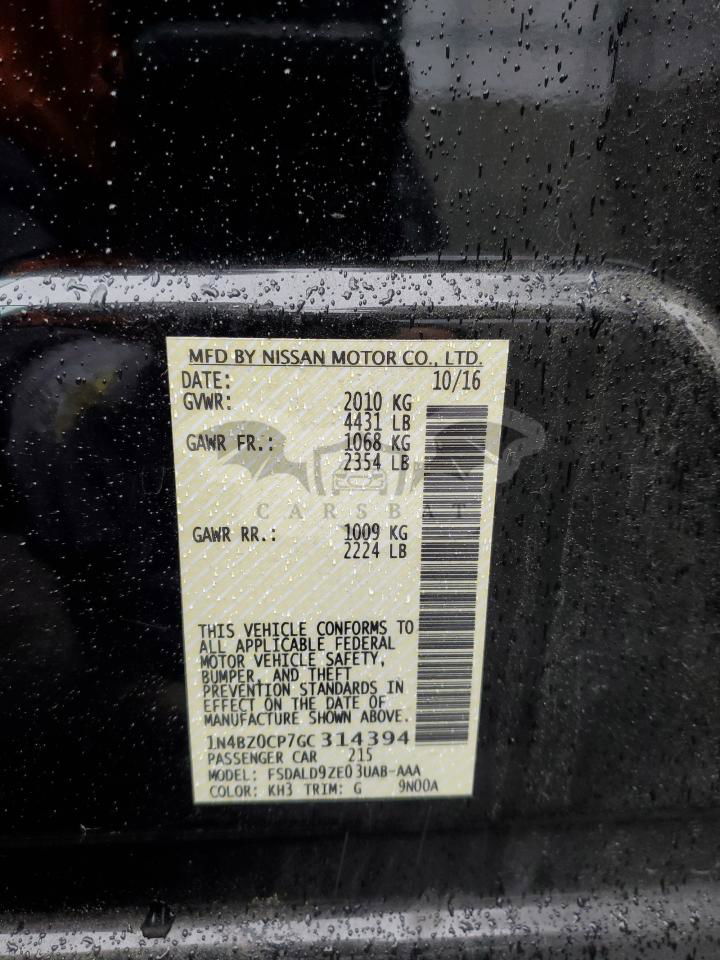 MFD BY NISSAN MOTOR CO., LTD.
DATE: 10/16
GVWR: 2010 KG
4431 LB
GAWR FR.: 1068 KG
2354 LB
CARSBAT
GAWR RR.: 1009 KG
2224 LB
THIS VEHICLE CONFORMS TO
ALL APPLICABLE FEDERAL
MOTOR VEHICLE SAFETY,
BUMPER, AND THEFT
PREVENTION STANDARDS IN
EFFECT ON THE DATE OF
MANUFACTURE SHOWN ABOVE.
1N4BZ0CP7GC314394
PASSENGER CAR 215
MODEL: FSDALD9ZE03UAB-AAA
COLOR: KH3 TRIM: G 9N00A